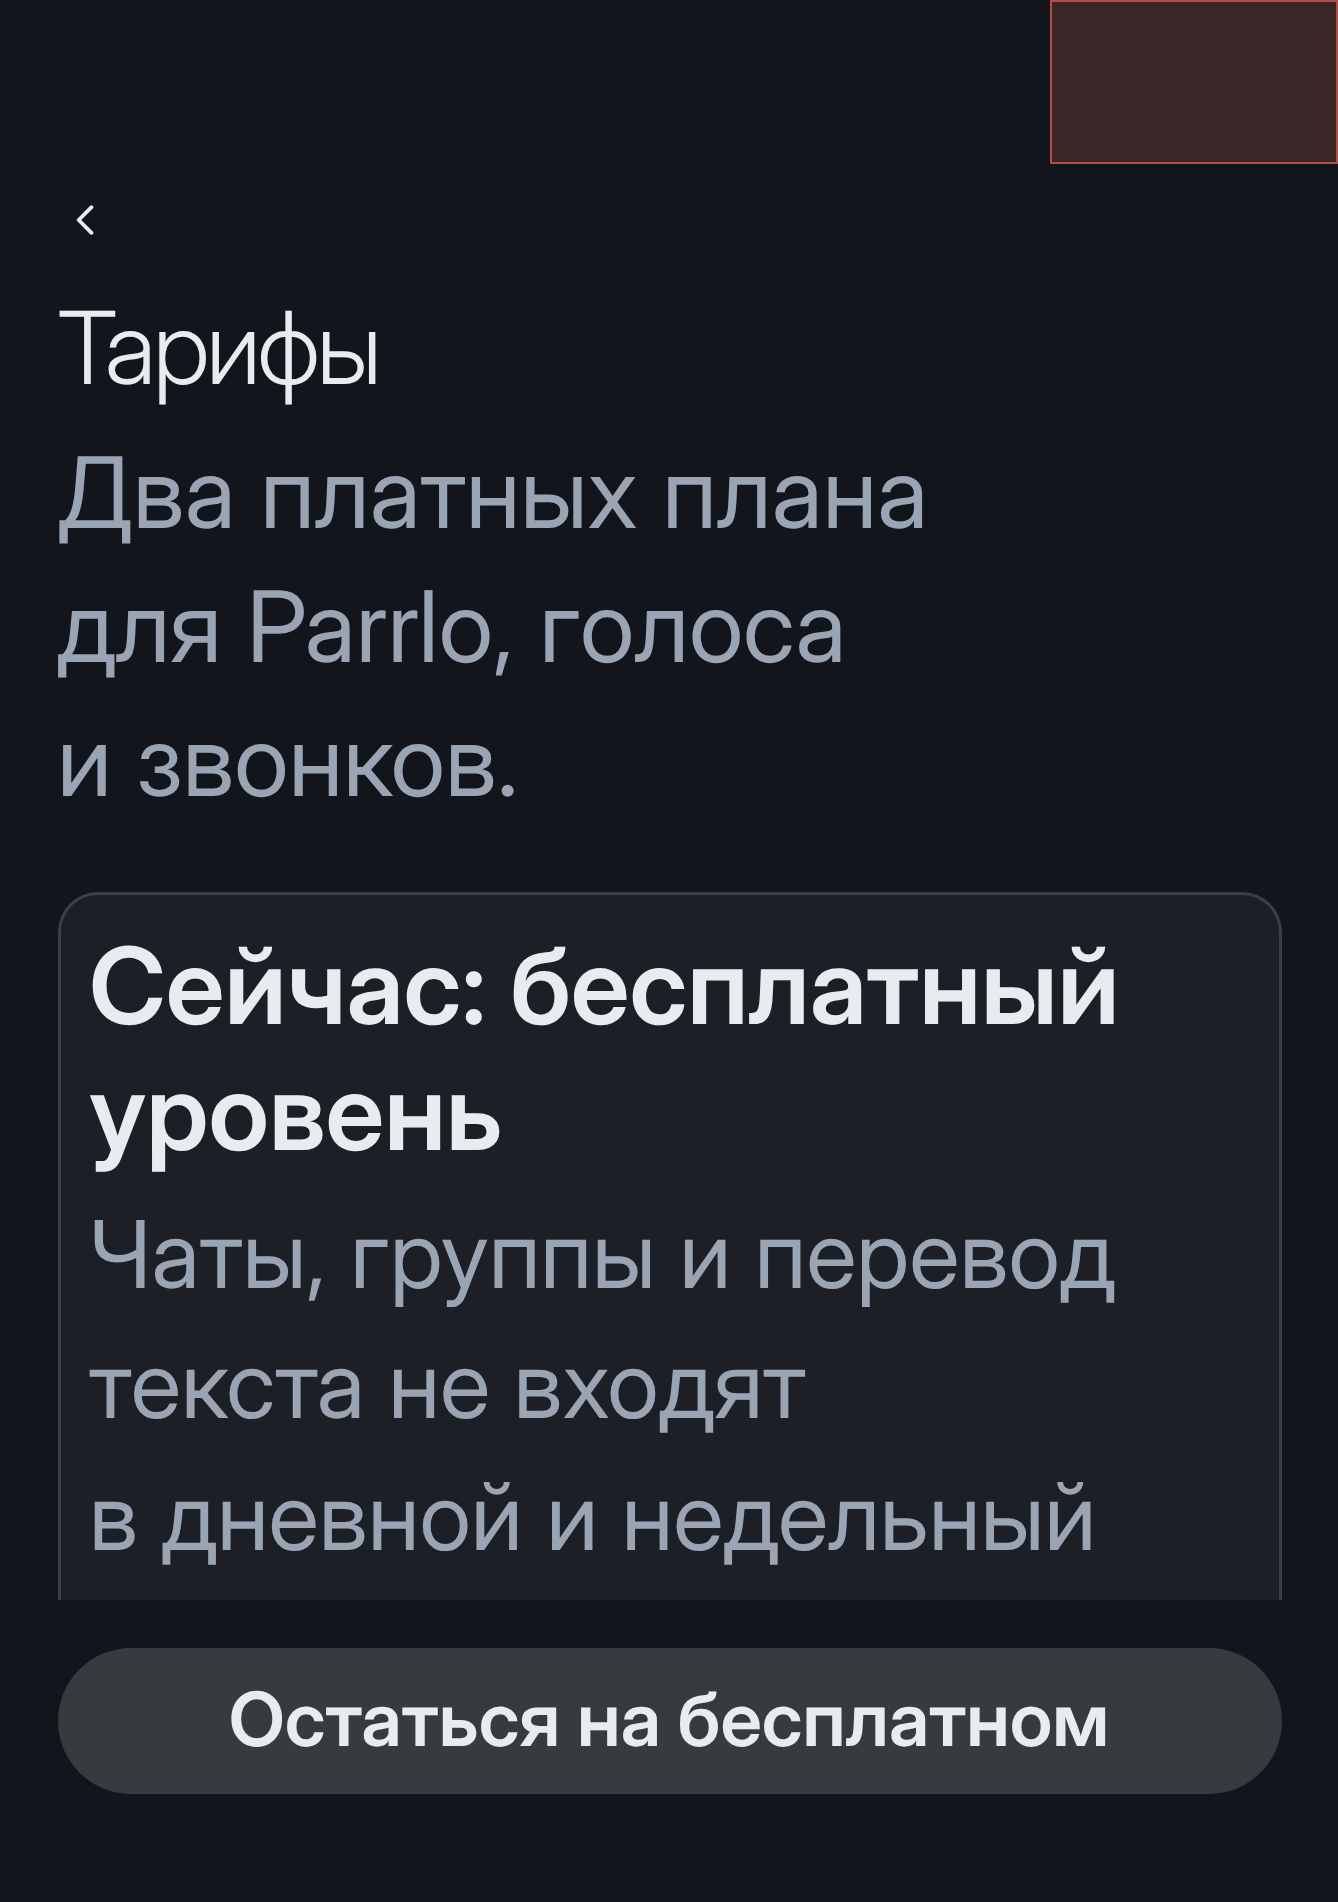 Тарифы
Два платных плана
для Parrlo, голоса
и звонков.
Сейчас: бесплатный
уровень
Чаты, группы и перевод
текста не входят
в дневной и недельный
Остаться на бесплатном